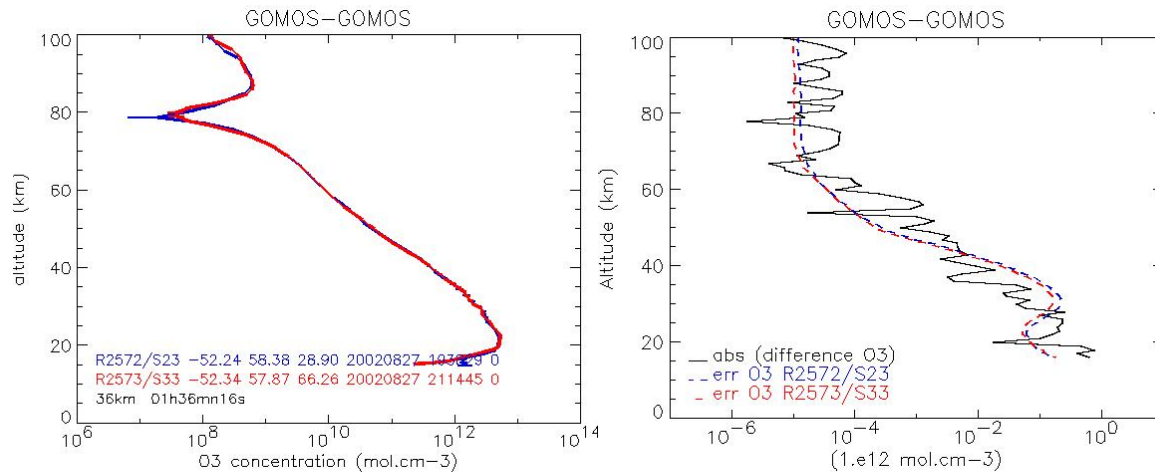 GOMOS-GOMOS
100
80
60
40
20
0
altitude (km)
R2572/S23 -52.24 58.38 28.90 20020827 193829 0
R2573/S33 -52.34 57.87 66.26 20020827 211445 0
36km 01h36mn16s
10^6 10^8 10^10 10^12 10^14
O3 concentration (mol.cm-3)
GOMOS-GOMOS
100
80
60
40
20
0
Altitude (km)
abs (difference O3)
err O3 R2572/S23
err O3 R2573/S33
10^-6 10^-4 10^-2 10^0
(1.e12 mol.cm-3)